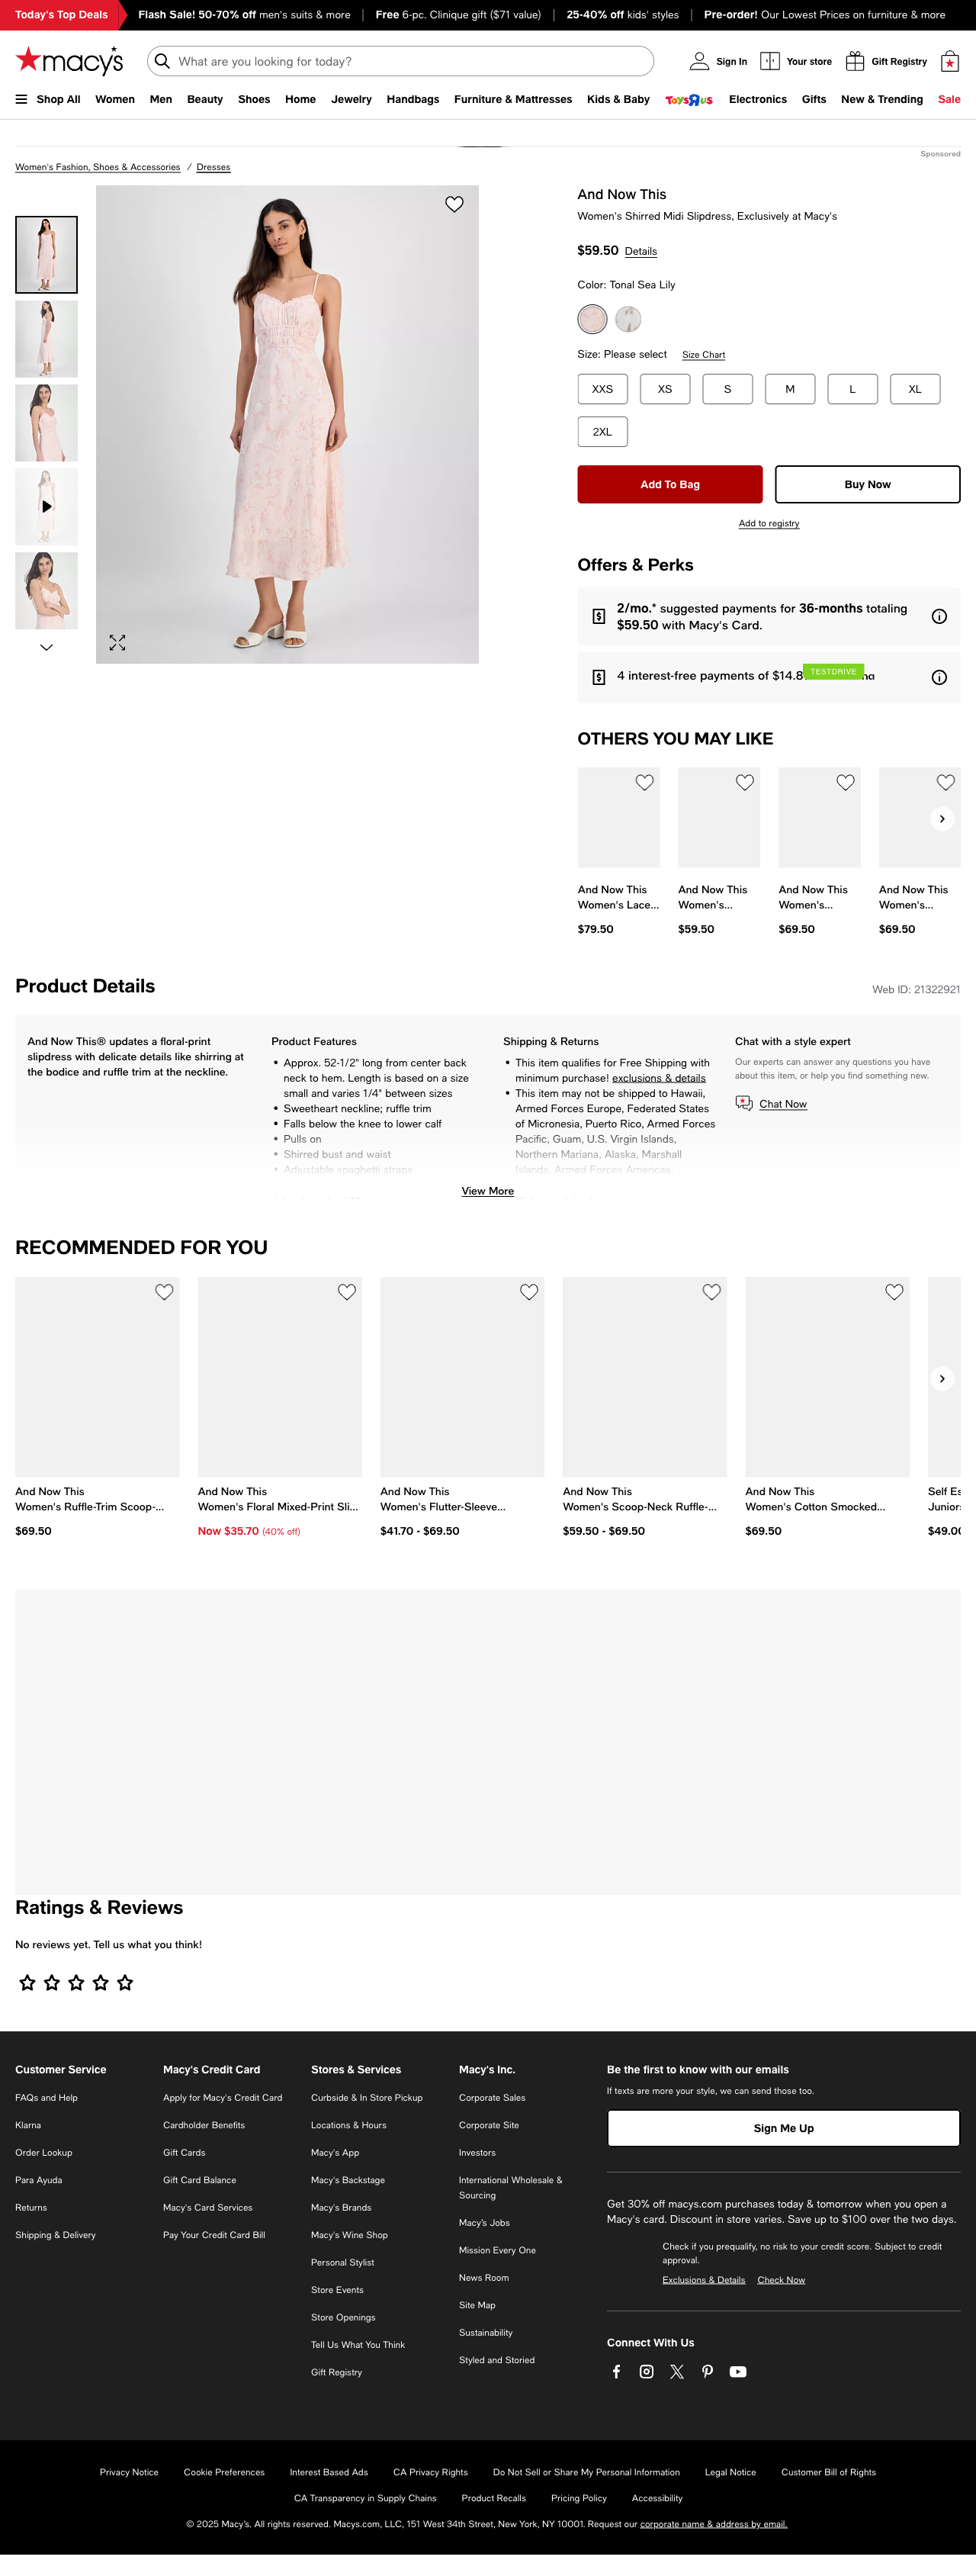 Today's Top Deals
Flash Sale! 50-70% off men's suits & more
Free 6-pc. Clinique gift ($71 value)
25-40% off kids' styles
Pre-order! Our Lowest Prices on furniture & more
macy's
What are you looking for today?
Sign In
Your store
Gift Registry
Shop All
Women
Men
Beauty
Shoes
Home
Jewelry
Handbags
Furniture & Mattresses
Kids & Baby
ToysRUs
Electronics
Gifts
New & Trending
Sale
Sponsored
Women's Fashion, Shoes & Accessories / Dresses
And Now This
Women's Shirred Midi Slipdress, Exclusively at Macy's
$59.50 Details
Color: Tonal Sea Lily
Size: Please select Size Chart
XXS
XS
S
M
L
XL
2XL
Add To Bag
Buy Now
Add to registry
Offers & Perks
2/mo.* suggested payments for 36-months totaling
$59.50 with Macy's Card.
4 interest-free payments of $14.8
TESTDRIVE
OTHERS YOU MAY LIKE
And Now This
Women's Lace...
$79.50
And Now This
Women's...
$59.50
And Now This
Women's...
$69.50
And Now This
Women's...
$69.50
Product Details
Web ID: 21322921
And Now This® updates a floral-print
slipdress with delicate details like shirring at
the bodice and ruffle trim at the neckline.
Product Features
• Approx. 52-1/2" long from center back
neck to hem. Length is based on a size
small and varies 1/4" between sizes
• Sweetheart neckline; ruffle trim
• Falls below the knee to lower calf
• Pulls on
• Shirred bust and waist
• Adjustable spaghetti straps
Shipping & Returns
• This item qualifies for Free Shipping with
minimum purchase! exclusions & details
• This item may not be shipped to Hawaii,
Armed Forces Europe, Federated States
of Micronesia, Puerto Rico, Armed Forces
Pacific, Guam, U.S. Virgin Islands,
Northern Mariana, Alaska, Marshall
Islands, Armed Forces Americas,
Chat with a style expert
Our experts can answer any questions you have
about this item, or help you find something new.
Chat Now
View More
RECOMMENDED FOR YOU
And Now This
Women's Ruffle-Trim Scoop-...
$69.50
And Now This
Women's Floral Mixed-Print Sli...
Now $35.70 (40% off)
And Now This
Women's Flutter-Sleeve...
$41.70 - $69.50
And Now This
Women's Scoop-Neck Ruffle-...
$59.50 - $69.50
And Now This
Women's Cotton Smocked...
$69.50
Self Es
Juniors
$49.00
Ratings & Reviews
No reviews yet. Tell us what you think!
Customer Service
FAQs and Help
Klarna
Order Lookup
Para Ayuda
Returns
Shipping & Delivery
Macy's Credit Card
Apply for Macy's Credit Card
Cardholder Benefits
Gift Cards
Gift Card Balance
Macy's Card Services
Pay Your Credit Card Bill
Stores & Services
Curbside & In Store Pickup
Locations & Hours
Macy's App
Macy's Backstage
Macy's Brands
Macy's Wine Shop
Personal Stylist
Store Events
Store Openings
Tell Us What You Think
Gift Registry
Macy's Inc.
Corporate Sales
Corporate Site
Investors
International Wholesale &
Sourcing
Macy's Jobs
Mission Every One
News Room
Site Map
Sustainability
Styled and Storied
Be the first to know with our emails
If texts are more your style, we can send those too.
Sign Me Up
Get 30% off macys.com purchases today & tomorrow when you open a
Macy's card. Discount in store varies. Save up to $100 over the two days.
Check if you prequalify, no risk to your credit score. Subject to credit
approval.
Exclusions & Details Check Now
Connect With Us
Privacy Notice
Cookie Preferences
Interest Based Ads
CA Privacy Rights
Do Not Sell or Share My Personal Information
Legal Notice
Customer Bill of Rights
CA Transparency in Supply Chains
Product Recalls
Pricing Policy
Accessibility
© 2025 Macy's. All rights reserved. Macys.com, LLC, 151 West 34th Street, New York, NY 10001. Request our corporate name & address by email.